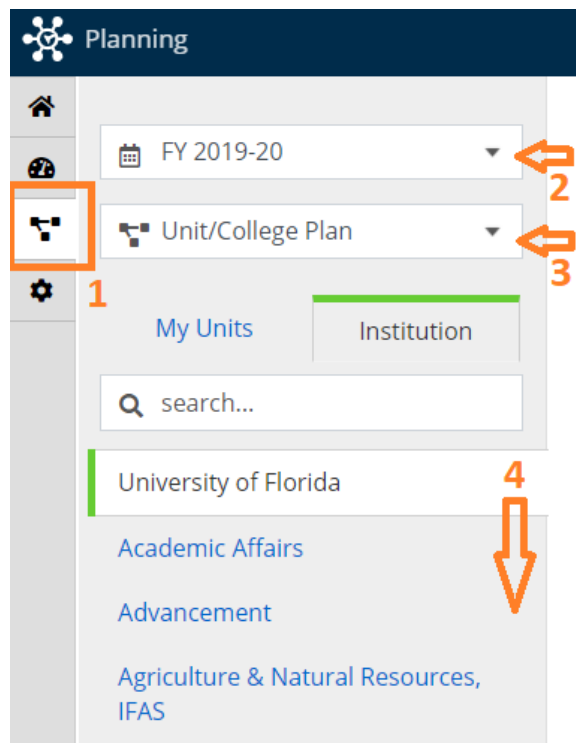 Planning
FY 2019-20
2
Unit/College Plan
3
1
My Units
Institution
search...
University of Florida
4
Academic Affairs
Advancement
Agriculture & Natural Resources,
IFAS